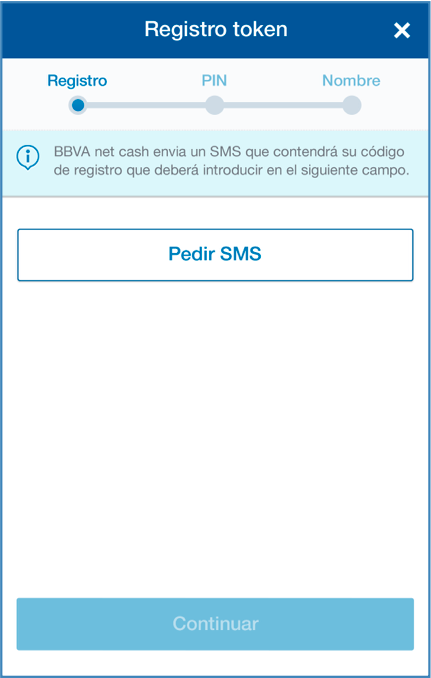 Registro token
Registro PIN Nombre
BBVA net cash envia un SMS que contendrá su código
de registro que deberá introducir en el siguiente campo.
Pedir SMS
Continuar